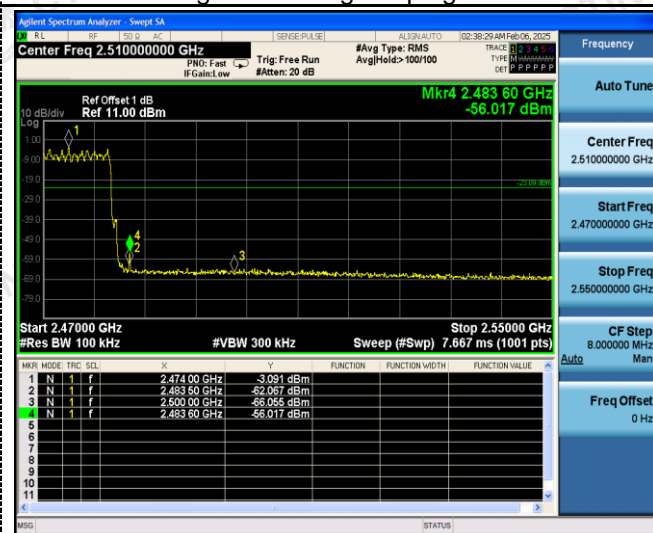 Agilent Spectrum Analyzer - Swept SA
RL RF 50 Ω AC SENSE:PULSE ALIGN AUTO 02:38:29 AM Feb 06, 2025
Center Freq 2.510000000 GHz
PNO: Fast
IFGain:Low
Trig: Free Run
#Atten: 20 dB
#Avg Type: RMS
Avg|Hold:>100/100
TRACE 1 2 3 4 5 6
TYPE M
DET P P P P P P
Ref Offset 1 dB
10 dB/div Ref 11.00 dBm
Log
Mkr4 2.483 60 GHz
-56.017 dBm
1.00
-9.00
-19.0
-29.0
-39.0
-49.0
-59.0
-69.0
-79.0
1
4
2
3
-23.09 dBm
Start 2.47000 GHz Stop 2.55000 GHz
#Res BW 100 kHz #VBW 300 kHz Sweep (#Swp) 7.667 ms (1001 pts)
MKR MODE TRC SCL X Y FUNCTION FUNCTION WIDTH FUNCTION VALUE
1 N 1 f 2.474 00 GHz -3.091 dBm
2 N 1 f 2.483 50 GHz -62.067 dBm
3 N 1 f 2.500 00 GHz -66.055 dBm
4 N 1 f 2.483 60 GHz -56.017 dBm
5
6
7
8
9
10
11
MSG STATUS
Frequency
Auto Tune
Center Freq
2.510000000 GHz
Start Freq
2.470000000 GHz
Stop Freq
2.550000000 GHz
CF Step
8.000000 MHz
Auto Man
Freq Offset
0 Hz